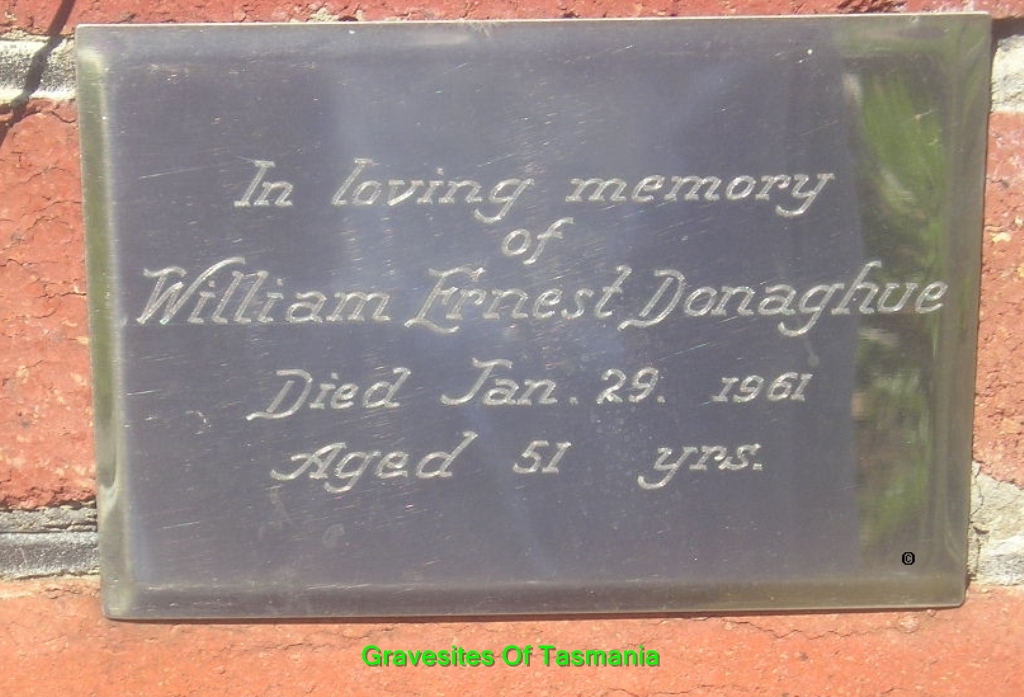 In loving memory
of
William Ernest Donaghue
Died Jan. 29. 1961
Aged 51 yrs.
©
Gravesites Of Tasmania